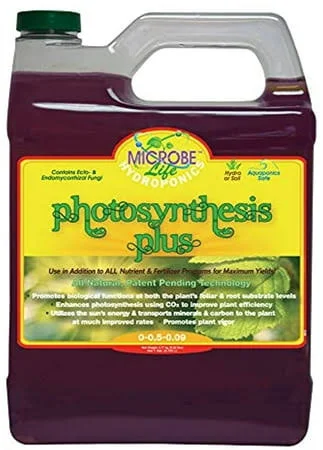 MICROBE™
Life
HYDROPONICS
Contains Ecto- &
Endomycorrhizal Fungi
Hydro
or Soil
Aquaponics
Safe
photosynthesis
plus
Use in Addition to ALL Nutrient & Fertilizer Programs for Maximum Yields!
All Natural, Patent Pending Technology
Promotes biological functions at both the plant's foliar & root substrate levels
• Enhances photosynthesis using CO₂ to improve plant efficiency
• Utilizes the sun's energy & transports minerals & carbon to the plant
at much improved rates • Promotes plant vigor
0-0.5-0.09